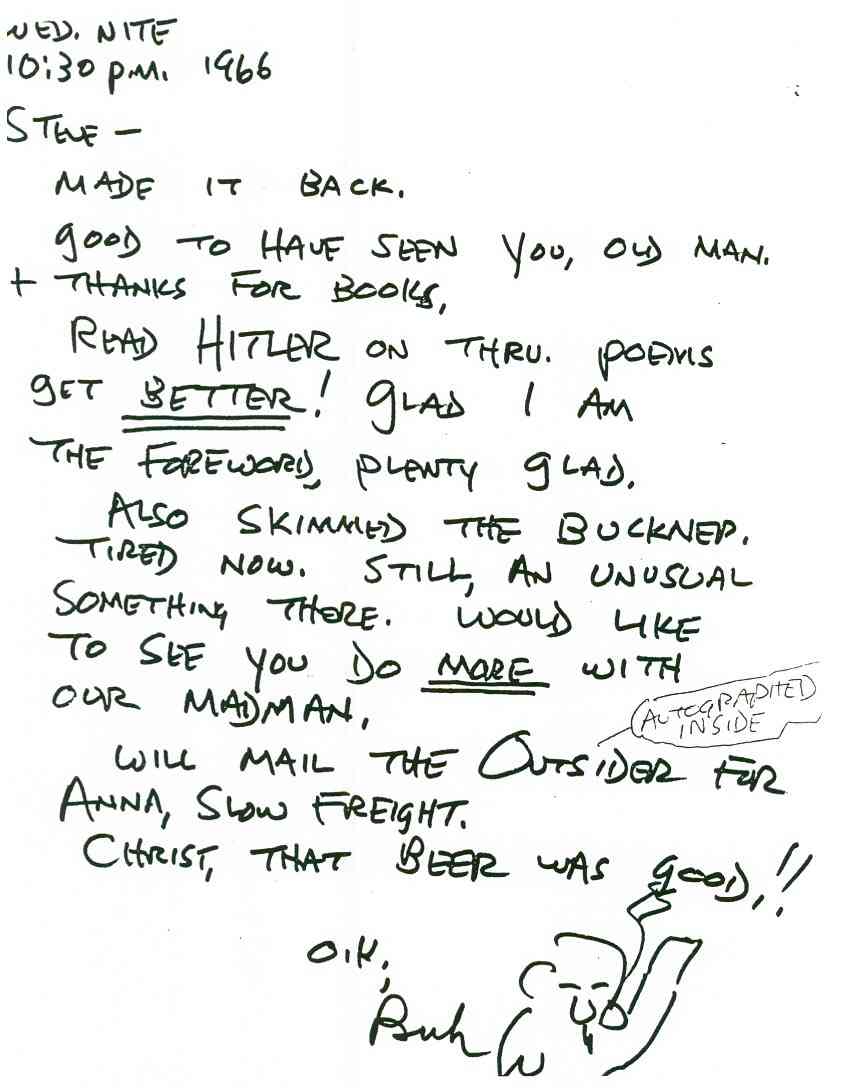 WED. NITE
10:30 P.M. 1966
STEVE —
MADE IT BACK.
GOOD TO HAVE SEEN YOU, OLD MAN.
+ THANKS FOR BOOKS,
READ HITLER ON THRU. POEMS
GET BETTER! GLAD I AM
THE FOREWORD, PLENTY GLAD.
ALSO SKIMMED THE BUCKNER.
TIRED NOW. STILL, AN UNUSUAL
SOMETHING THERE. WOULD LIKE
TO SEE YOU DO MORE WITH
OUR MADMAN.
AUTOGRAPHTED
INSIDE
WILL MAIL THE OUTSIDER FOR
ANNA, SLOW FREIGHT.
CHRIST, THAT BEER WAS GOOD,!!
O.K,
Buk